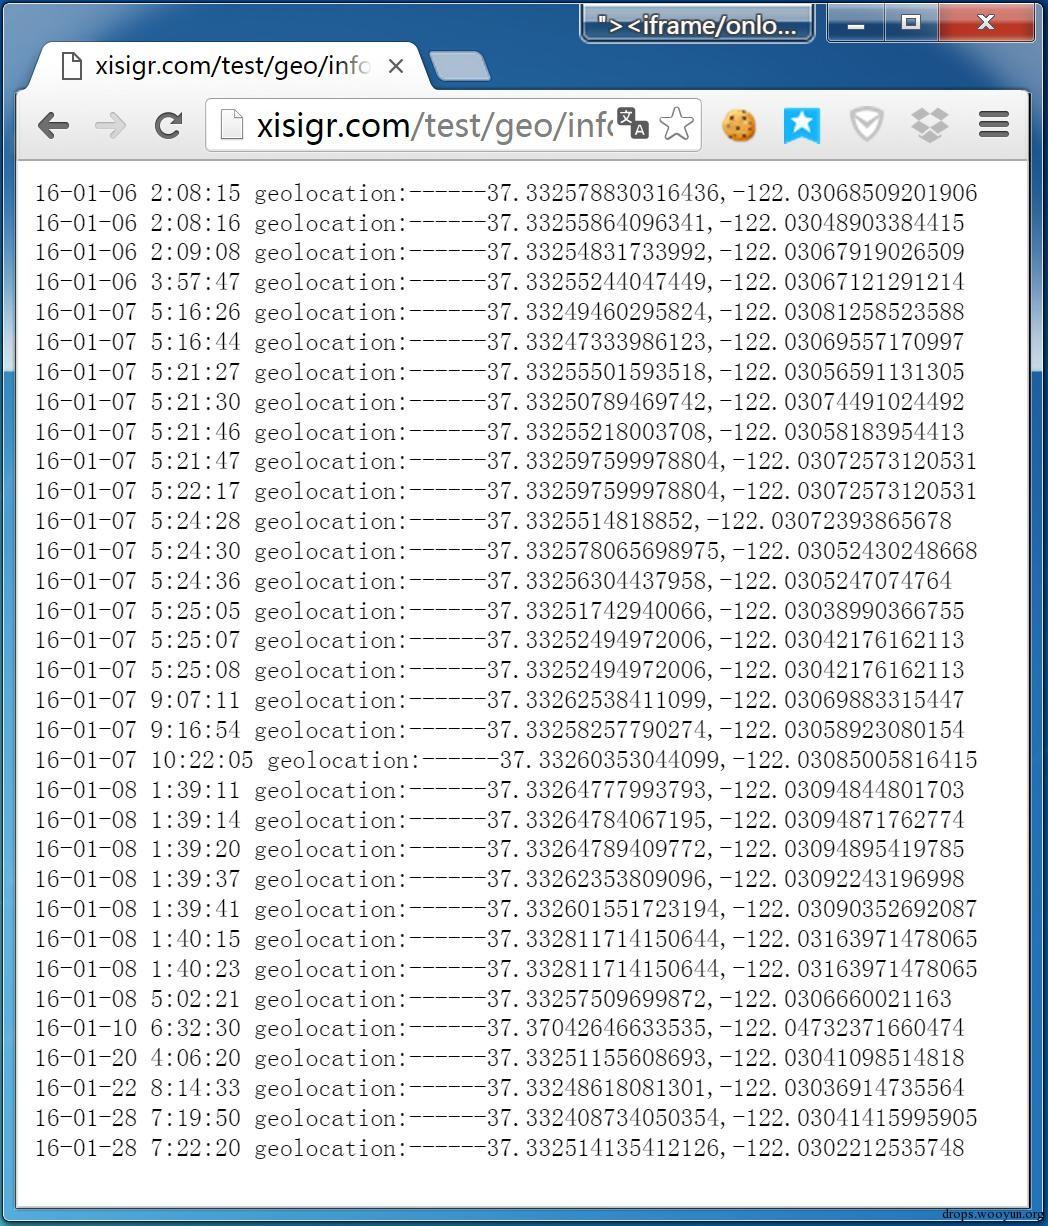 "><iframe/onlo...
xisigr.com/test/geo/info
xisigr.com/test/geo/info
16-01-06 2:08:15 geolocation:------37.332578830316436,-122.03068509201906
16-01-06 2:08:16 geolocation:------37.33255864096341,-122.03048903384415
16-01-06 2:09:08 geolocation:------37.33254831733992,-122.03067919026509
16-01-06 3:57:47 geolocation:------37.33255244047449,-122.03067121291214
16-01-07 5:16:26 geolocation:------37.33249460295824,-122.03081258523588
16-01-07 5:16:44 geolocation:------37.33247333986123,-122.03069557170997
16-01-07 5:21:27 geolocation:------37.33255501593518,-122.03056591131305
16-01-07 5:21:30 geolocation:------37.33250789469742,-122.03074491024492
16-01-07 5:21:46 geolocation:------37.33255218003708,-122.03058183954413
16-01-07 5:21:47 geolocation:------37.332597599978804,-122.03072573120531
16-01-07 5:22:17 geolocation:------37.332597599978804,-122.03072573120531
16-01-07 5:24:28 geolocation:------37.3325514818852,-122.03072393865678
16-01-07 5:24:30 geolocation:------37.332578065698975,-122.03052430248668
16-01-07 5:24:36 geolocation:------37.33256304437958,-122.0305247074764
16-01-07 5:25:05 geolocation:------37.33251742940066,-122.03038990366755
16-01-07 5:25:07 geolocation:------37.33252494972006,-122.03042176162113
16-01-07 5:25:08 geolocation:------37.33252494972006,-122.03042176162113
16-01-07 9:07:11 geolocation:------37.33262538411099,-122.03069883315447
16-01-07 9:16:54 geolocation:------37.33258257790274,-122.03058923080154
16-01-07 10:22:05 geolocation:------37.33260353044099,-122.03085005816415
16-01-08 1:39:11 geolocation:------37.33264777993793,-122.03094844801703
16-01-08 1:39:14 geolocation:------37.33264784067195,-122.03094871762774
16-01-08 1:39:20 geolocation:------37.33264789409772,-122.03094895419785
16-01-08 1:39:37 geolocation:------37.33262353809096,-122.03092243196998
16-01-08 1:39:41 geolocation:------37.332601551723194,-122.03090352692087
16-01-08 1:40:15 geolocation:------37.332811714150644,-122.03163971478065
16-01-08 1:40:23 geolocation:------37.332811714150644,-122.03163971478065
16-01-08 5:02:21 geolocation:------37.33257509699872,-122.0306660021163
16-01-10 6:32:30 geolocation:------37.37042646633535,-122.04732371660474
16-01-20 4:06:20 geolocation:------37.33251155608693,-122.03041098514818
16-01-22 8:14:33 geolocation:------37.33248618081301,-122.03036914735564
16-01-28 7:19:50 geolocation:------37.332408734050354,-122.03041415995905
16-01-28 7:22:20 geolocation:------37.332514135412126,-122.0302212535748
drops.wooyun.org